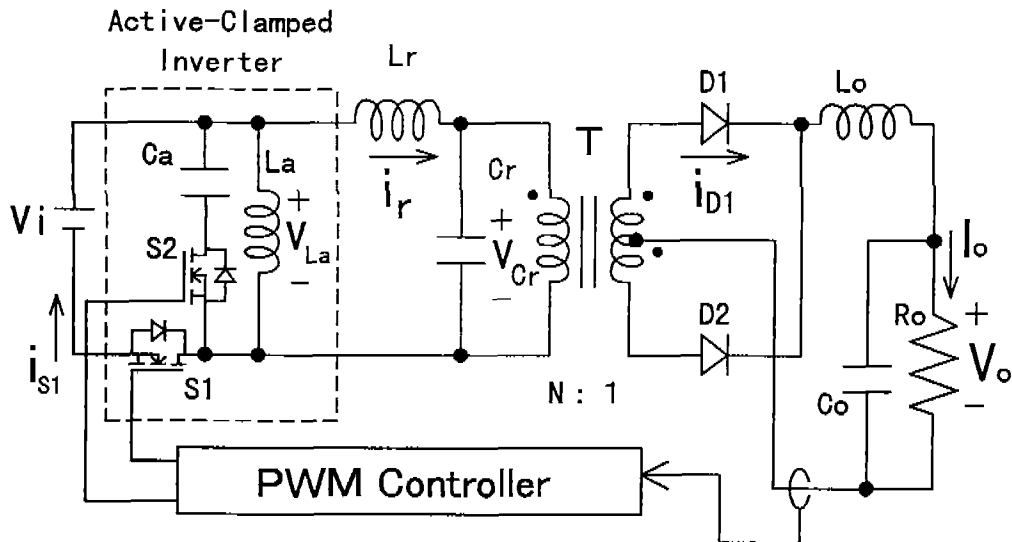 Active-Clamped
Inverter
Lr
D1
Lo
Ca
La
T
Cr
ir
iD1
Vi
+
VLa
−
+
VCr
−
S2
Io
D2
Ro
+
Vo
−
iS1
S1
N : 1
Co
PWM Controller